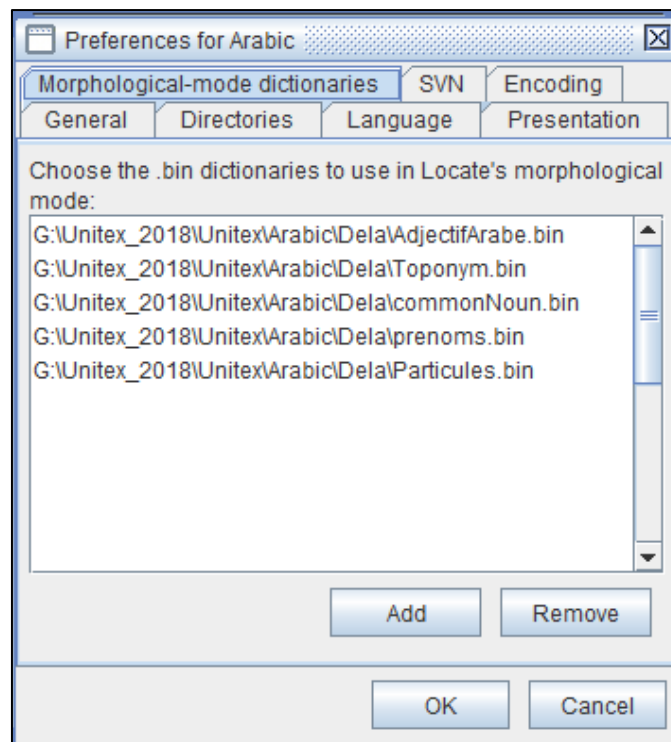 Preferences for Arabic
Morphological-mode dictionaries SVN Encoding
General Directories Language Presentation
Choose the .bin dictionaries to use in Locate's morphological
mode:
G:\Unitex_2018\Unitex\Arabic\Dela\AdjectifArabe.bin
G:\Unitex_2018\Unitex\Arabic\Dela\Toponym.bin
G:\Unitex_2018\Unitex\Arabic\Dela\commonNoun.bin
G:\Unitex_2018\Unitex\Arabic\Dela\prenoms.bin
G:\Unitex_2018\Unitex\Arabic\Dela\Particules.bin
Add Remove
OK Cancel